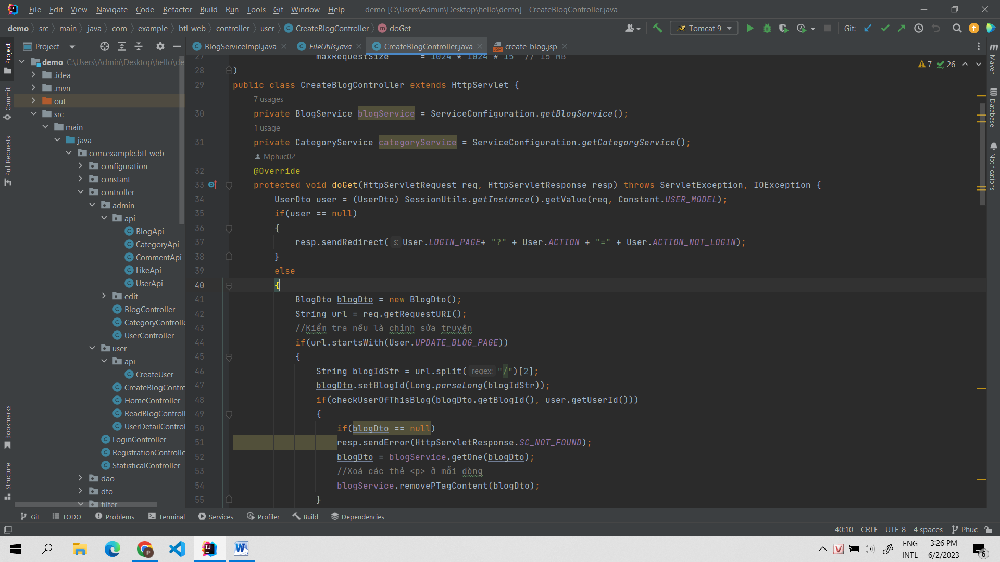 File Edit View Navigate Code Refactor Build Run Tools Git Window Help demo [C:\Users\Admin\Desktop\hello\demo] - CreateBlogController.java
demo src main java com example btl_web controller user CreateBlogController doGet Tomcat 9 Git:
Project
BlogServiceImpl.java FileUtils.java CreateBlogController.java create_blog.jsp
demo C:\Users\Admin\Desktop\hello\de
.idea
.mvn
out
src
main
java
com.example.btl_web
configuration
constant
controller
admin
api
BlogApi
CategoryApi
CommentApi
LikeApi
UserApi
edit
BlogController
CategoryControlle
UserController
user
api
CreateUser
CreateBlogContro
HomeController
ReadBlogControll
UserDetailControl
LoginController
RegistrationControlle
StatisticalController
dao
dto
filter
Project
Commit
Pull Requests
Bookmarks
Structure
7 26
27 maxRequestSize = 1024 * 1024 * 15 // 15 MB
28 )
29 public class CreateBlogController extends HttpServlet {
7 usages
30 private BlogService blogService = ServiceConfiguration.getBlogService();
1 usage
31 private CategoryService categoryService = ServiceConfiguration.getCategoryService();
Mphuc02
32 @Override
33 protected void doGet(HttpServletRequest req, HttpServletResponse resp) throws ServletException, IOException {
34 UserDto user = (UserDto) SessionUtils.getInstance().getValue(req, Constant.USER_MODEL);
35 if(user == null)
36 {
37 resp.sendRedirect( s: User.LOGIN_PAGE+ "?" + User.ACTION + "=" + User.ACTION_NOT_LOGIN);
38 }
39 else
40 {
41 BlogDto blogDto = new BlogDto();
42 String url = req.getRequestURI();
43 //Kiểm tra nếu là chỉnh sửa truyện
44 if(url.startsWith(User.UPDATE_BLOG_PAGE))
45 {
46 String blogIdStr = url.split( regex: "/")[2];
47 blogDto.setBlogId(Long.parseLong(blogIdStr));
48 if(checkUserOfThisBlog(blogDto.getBlogId(), user.getUserId()))
49 {
50 if(blogDto == null)
51 resp.sendError(HttpServletResponse.SC_NOT_FOUND);
52 blogDto = blogService.getOne(blogDto);
53 //Xoá các thẻ <p> ở mỗi dòng
54 blogService.removePTagContent(blogDto);
55 }
Maven
Database
Notifications
Git TODO Problems Terminal Services Profiler Build Dependencies
40:10 CRLF UTF-8 4 spaces Phuc
ENG
INTL
3:26 PM
6/2/2023
6